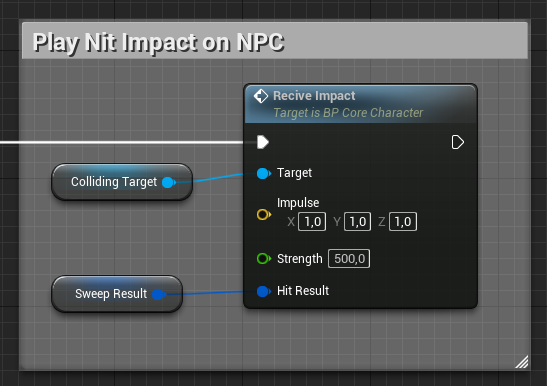 Play Nit Impact on NPC
Recive Impact
Target is BP Core Character
Colliding Target
Target
Impulse
X 1,0 Y 1,0 Z 1,0
Strength 500,0
Sweep Result
Hit Result